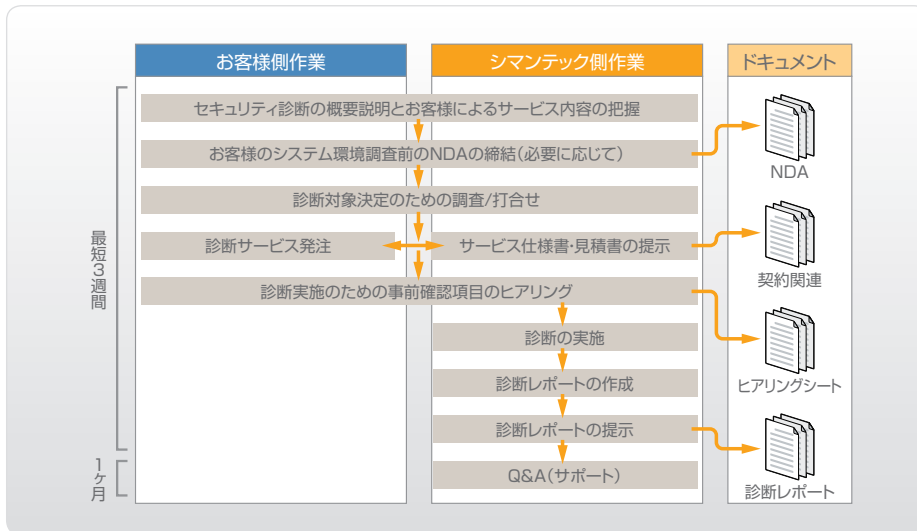 お客様側作業
シマンテック側作業
ドキュメント
セキュリティ診断の概要説明とお客様によるサービス内容の把握
お客様のシステム環境調査前のNDAの締結(必要に応じて)
NDA
診断対象決定のための調査/打合せ
診断サービス発注
サービス仕様書・見積書の提示
契約関連
診断実施のための事前確認項目のヒアリング
診断の実施
ヒアリングシート
診断レポートの作成
診断レポートの提示
診断レポート
Q&A(サポート)
最短3週間
1ヶ月